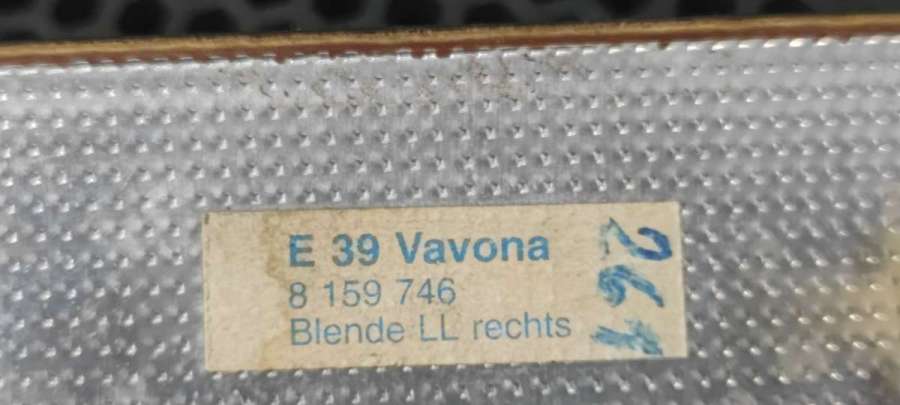 E 39 Vavona
8 159 746
Blende LL rechts